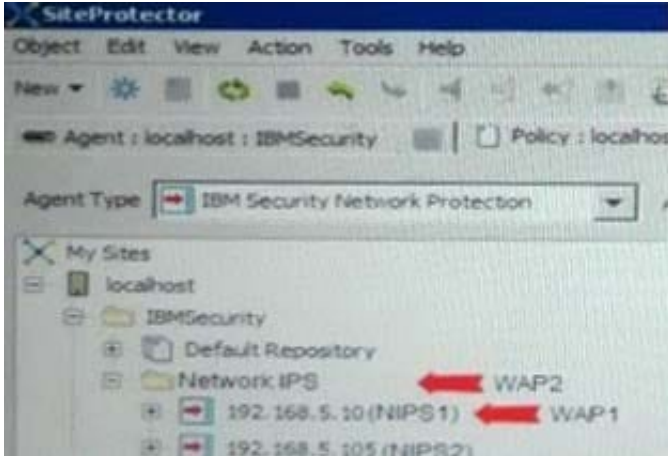 SiteProtector
Object Edit View Action Tools Help
New
Agent : localhost : IBMSecurity Policy : localhos
Agent Type IBM Security Network Protection
My Sites
localhost
IBMSecurity
Default Repository
Network IPS WAP2
192.168.5.10 (NIPS1) WAP1
192.168.5.105 (NIPS2)